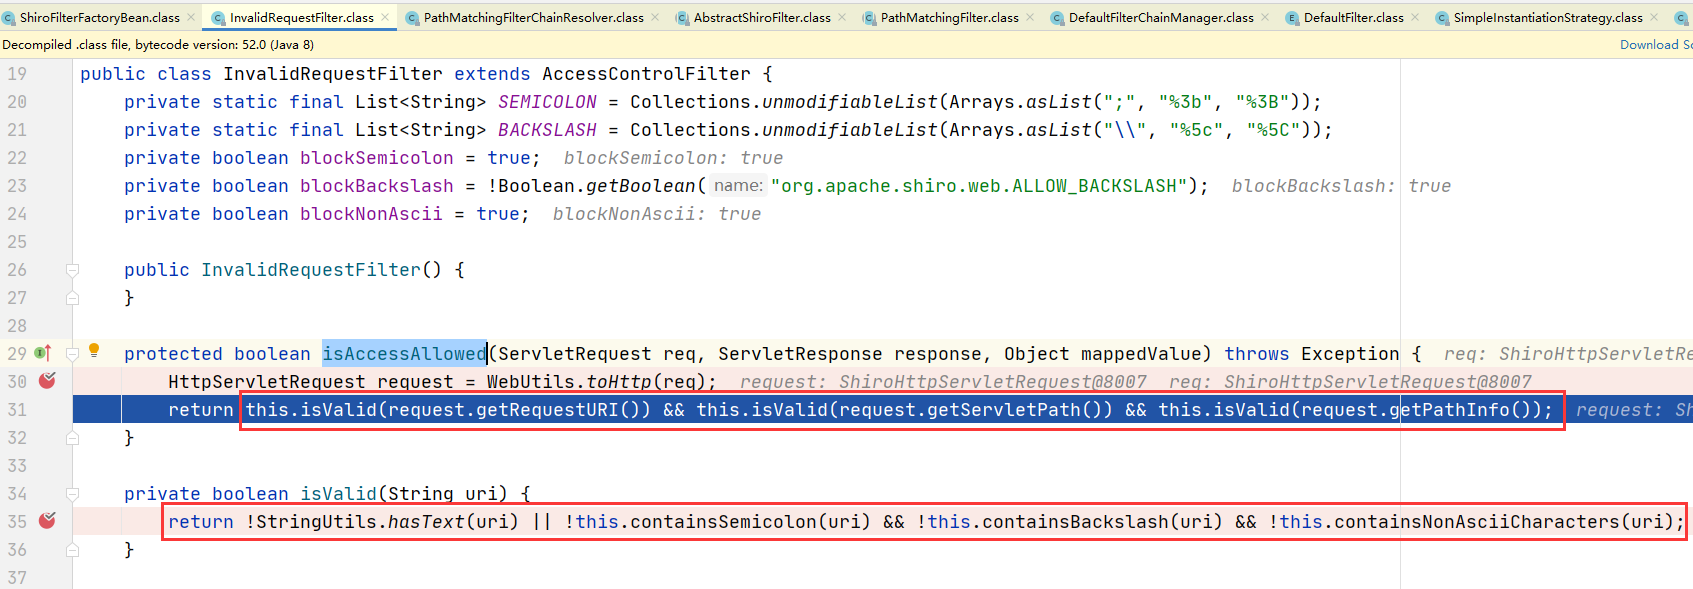 ShiroFilterFactoryBean.class InvalidRequestFilter.class PathMatchingFilterChainResolver.class AbstractShiroFilter.class PathMatchingFilter.class DefaultFilterChainManager.class DefaultFilter.class SimpleInstantiationStrategy.class
Decompiled .class file, bytecode version: 52.0 (Java 8) Download
19 public class InvalidRequestFilter extends AccessControlFilter {
20 private static final List<String> SEMICOLON = Collections.unmodifiableList(Arrays.asList(";", "%3b", "%3B"));
21 private static final List<String> BACKSLASH = Collections.unmodifiableList(Arrays.asList("\\", "%5c", "%5C"));
22 private boolean blockSemicolon = true; blockSemicolon: true
23 private boolean blockBackslash = !Boolean.getBoolean( name: "org.apache.shiro.web.ALLOW_BACKSLASH"); blockBackslash: true
24 private boolean blockNonAscii = true; blockNonAscii: true
25
26 public InvalidRequestFilter() {
27 }
28
29 protected boolean isAccessAllowed(ServletRequest req, ServletResponse response, Object mappedValue) throws Exception { req: ShiroHttpServletRe
30 HttpServletRequest request = WebUtils.toHttp(req); request: ShiroHttpServletRequest@8007 req: ShiroHttpServletRequest@8007
31 return this.isValid(request.getRequestURI()) && this.isValid(request.getServletPath()) && this.isValid(request.getPathInfo()); request: Sh
32 }
33
34 private boolean isValid(String uri) {
35 return !StringUtils.hasText(uri) || !this.containsSemicolon(uri) && !this.containsBackslash(uri) && !this.containsNonAsciiCharacters(uri);
36 }
37